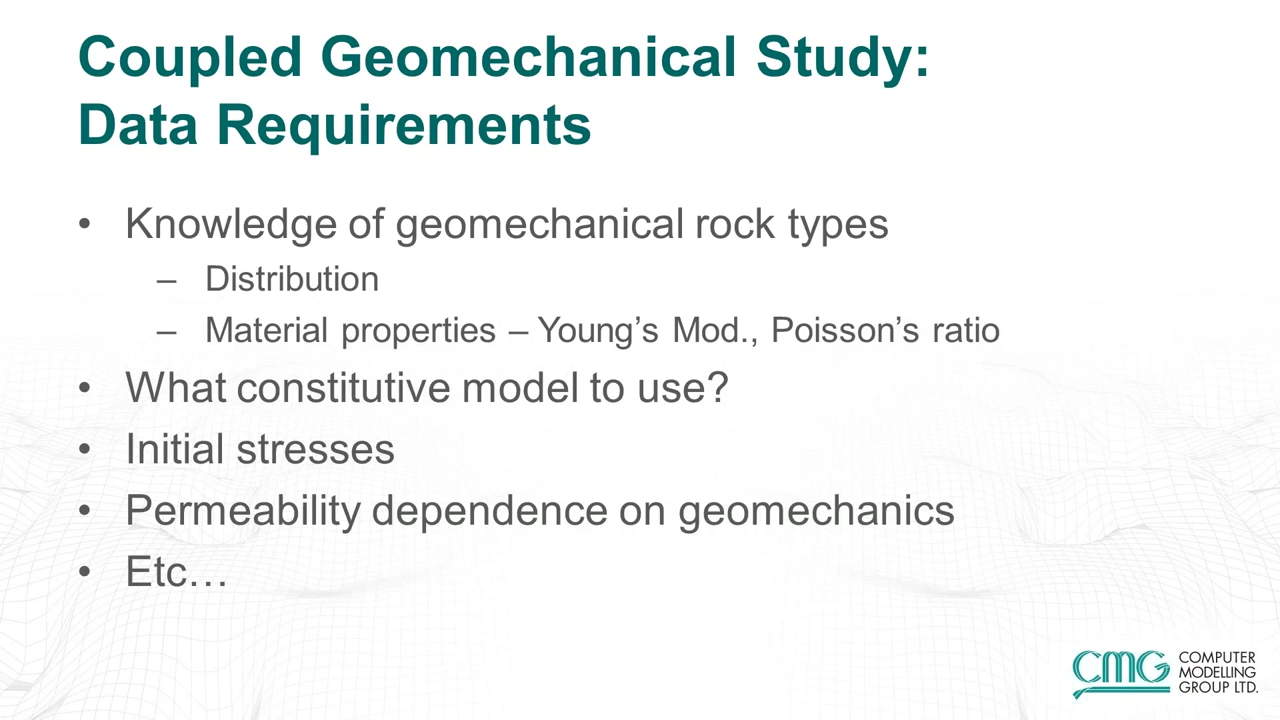 Coupled Geomechanical Study:
Data Requirements
• Knowledge of geomechanical rock types
– Distribution
– Material properties – Young’s Mod., Poisson’s ratio
• What constitutive model to use?
• Initial stresses
• Permeability dependence on geomechanics
• Etc…
CMG
COMPUTER
MODELLING
GROUP LTD.